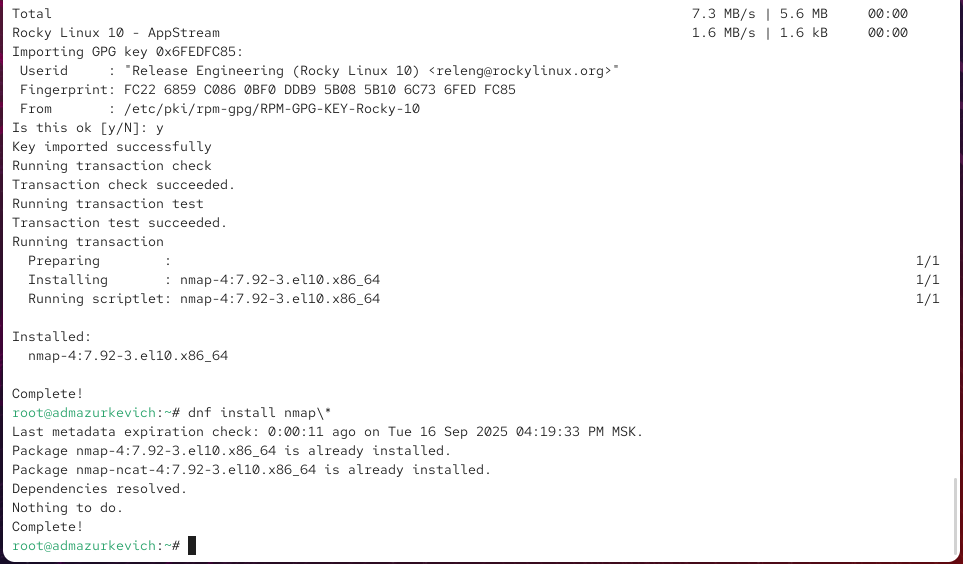 Total 7.3 MB/s | 5.6 MB 00:00
Rocky Linux 10 - AppStream 1.6 MB/s | 1.6 kB 00:00
Importing GPG key 0x6FEDFC85:
Userid : "Release Engineering (Rocky Linux 10) <releng@rockylinux.org>"
Fingerprint: FC22 6859 C086 0BF0 DDB9 5B08 5B10 6C73 6FED FC85
From : /etc/pki/rpm-gpg/RPM-GPG-KEY-Rocky-10
Is this ok [y/N]: y
Key imported successfully
Running transaction check
Transaction check succeeded.
Running transaction test
Transaction test succeeded.
Running transaction
Preparing : 1/1
Installing : nmap-4:7.92-3.el10.x86_64 1/1
Running scriptlet: nmap-4:7.92-3.el10.x86_64 1/1
Installed:
nmap-4:7.92-3.el10.x86_64
Complete!
root@admazurkevich:~# dnf install nmap\*
Last metadata expiration check: 0:00:11 ago on Tue 16 Sep 2025 04:19:33 PM MSK.
Package nmap-4:7.92-3.el10.x86_64 is already installed.
Package nmap-ncat-4:7.92-3.el10.x86_64 is already installed.
Dependencies resolved.
Nothing to do.
Complete!
root@admazurkevich:~#